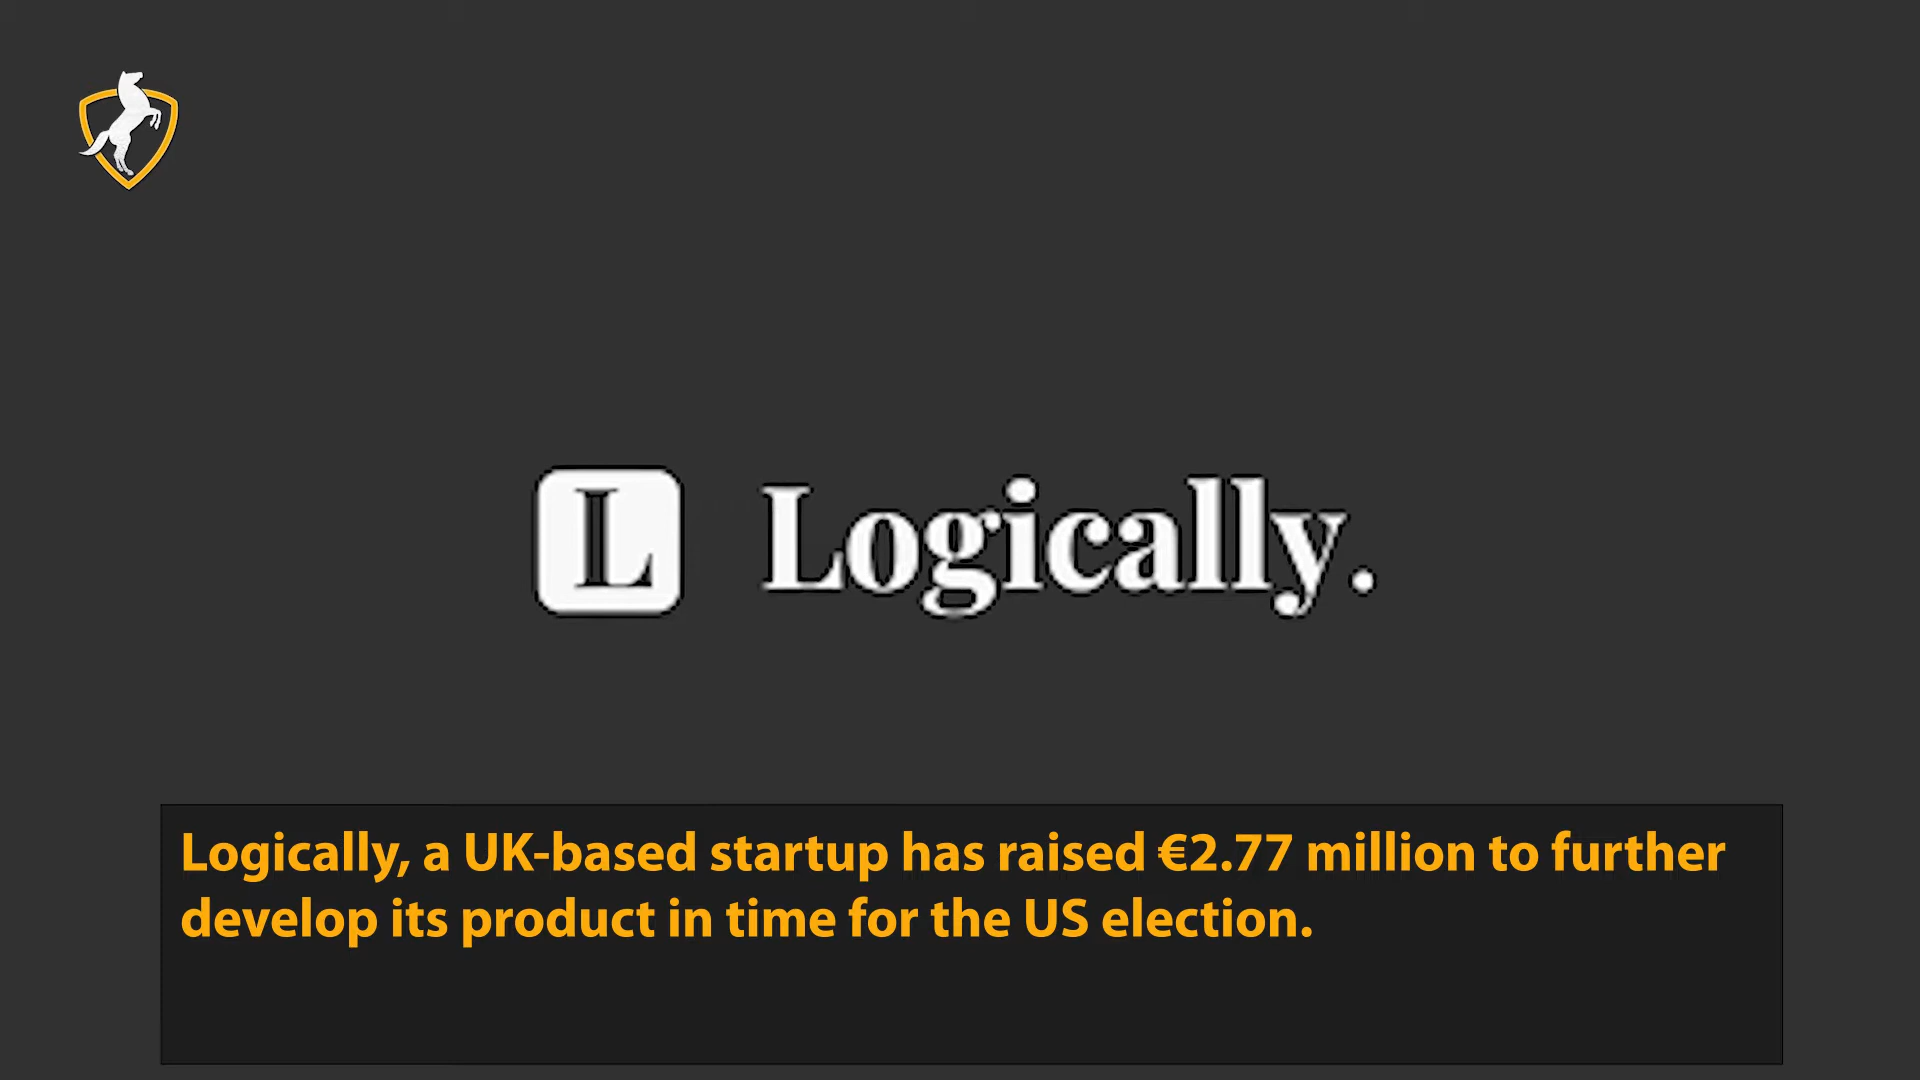 L Logically.
Logically, a UK-based startup has raised €2.77 million to further
develop its product in time for the US election.